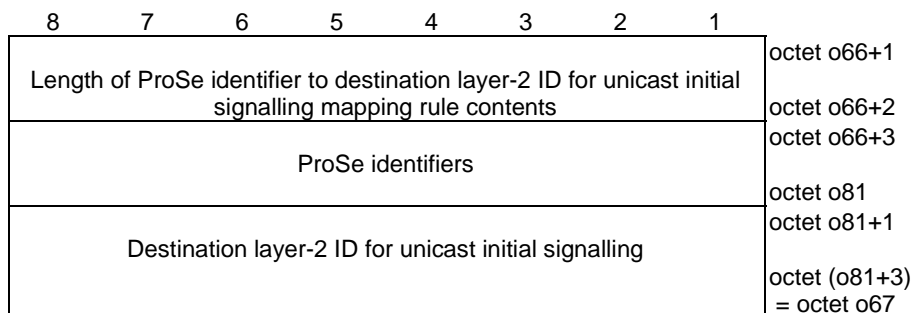 8 7 6 5 4 3 2 1
octet o66+1
Length of ProSe identifier to destination layer-2 ID for unicast initial
signalling mapping rule contents
octet o66+2
octet o66+3
ProSe identifiers
octet o81
octet o81+1
Destination layer-2 ID for unicast initial signalling
octet (o81+3)
= octet o67